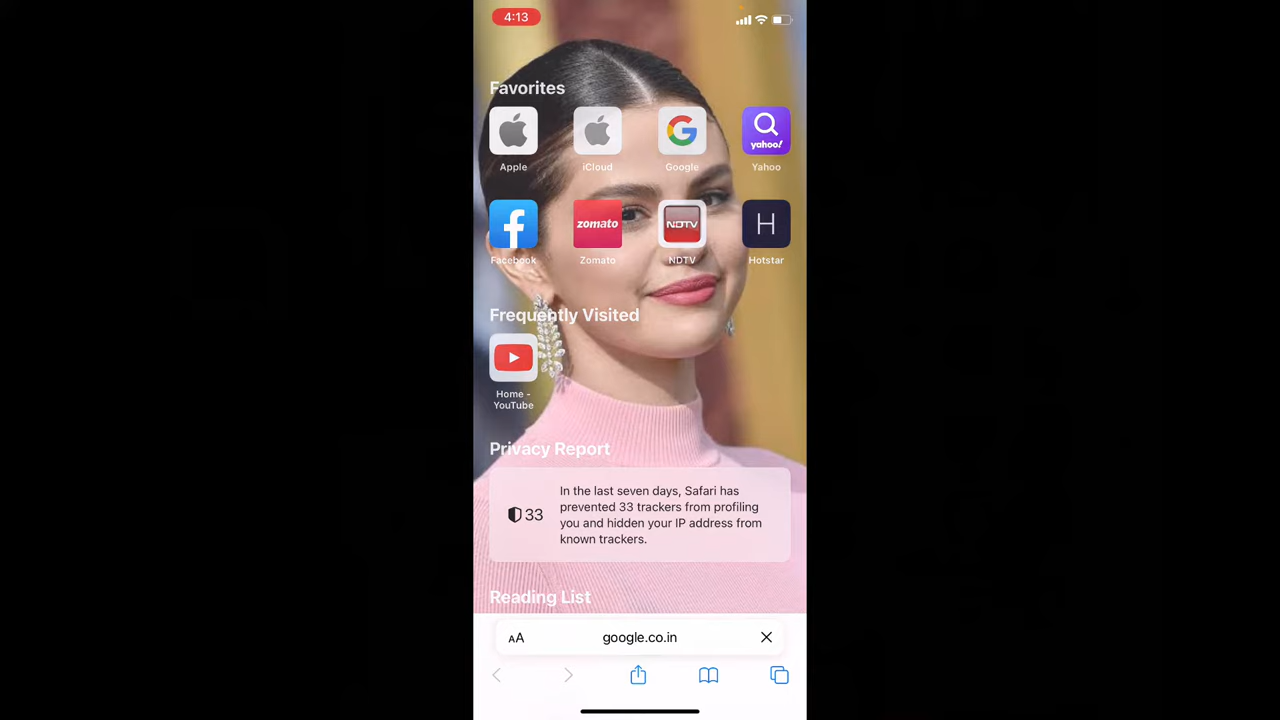 4:13
Favorites
yahoo!
Apple
iCloud
Google
Yahoo
zomato
NDTV
H
Facebook
Zomato
NDTV
Hotstar
Frequently Visited
Home -
YouTube
Privacy Report
In the last seven days, Safari has
prevented 33 trackers from profiling
33
you and hidden your IP address from
known trackers.
Reading List
AA
google.co.in